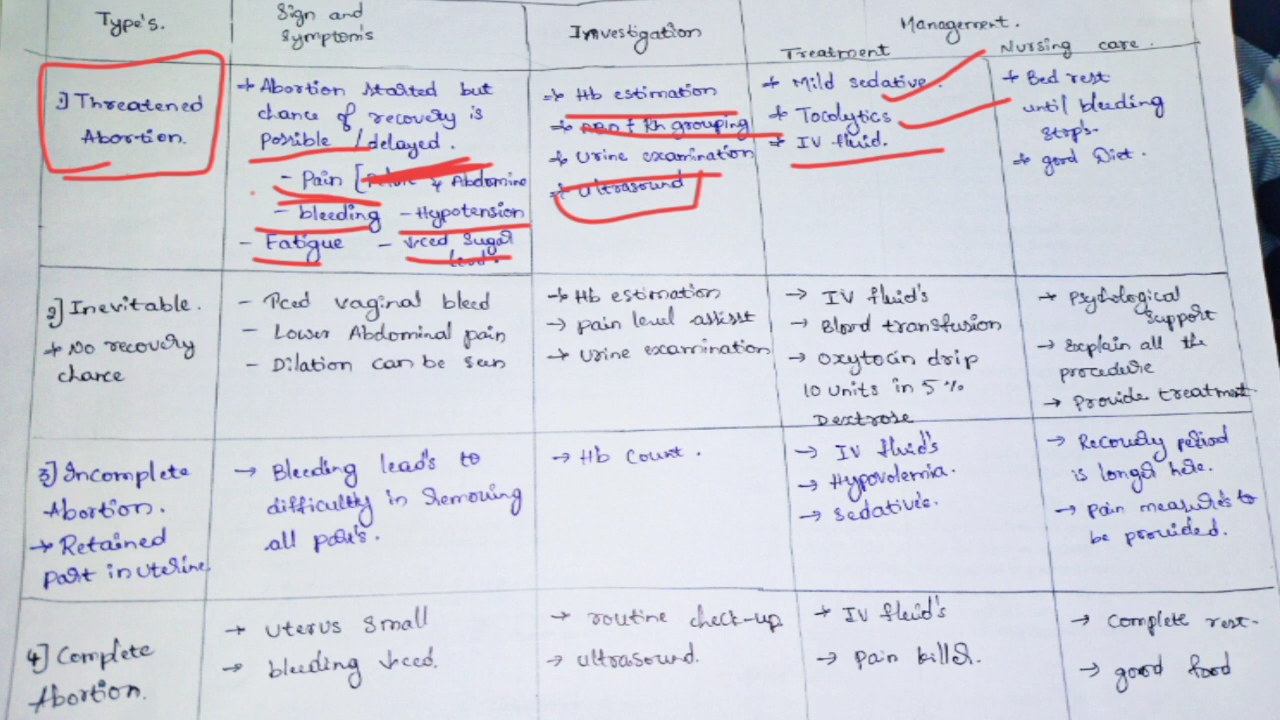 Type's.
Sign and
Symptom's
Investigation
Management.
Treatment
Nursing care.
1) Threatened
Abortion.
→ Abortion started but
chance of recovery is
possible / delayed.
- Pain [ & Abdomine
- bleeding - Hypotension
- Fatigue - ↓ced Sugar
level.
→ Hb estimation
→ ABO & Rh grouping
→ Urine examination
→ Ultrasound
→ Mild sedative.
→ Tocolytics
→ IV fluid.
→ Bed rest
until bleeding
stop's.
→ good Diet.
2] Inevitable.
→ No recovery
chance
- ↑ced vaginal bleed
- Lower Abdominal pain
- Dilation can be seen
→ Hb estimation
→ pain level assist
→ Urine examination
→ IV fluid's
→ Blood transfusion
→ Oxytocin drip
10 units in 5%
Dextrose
→ Psychological
support
→ Explain all the
procedure
→ Provide treatment.
3] Incomplete
Abortion.
→ Retained
part in uterine.
→ Bleeding lead's to
difficultly in removing
all part's.
→ Hb count.
→ IV fluid's
→ Hypovolemia.
→ Sedative's.
→ Recovery period
is longer here.
→ pain measure's to
be provided.
4] Complete
Abortion.
→ Uterus small
→ bleeding ↓ced.
→ routine check-up
→ ultrasound.
→ IV fluid's
→ pain killer.
→ Complete rest.
→ good food